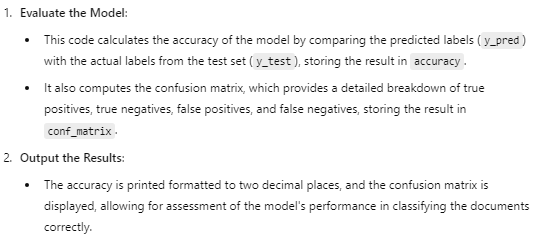 1. Evaluate the Model:
• This code calculates the accuracy of the model by comparing the predicted labels ( y_pred )
with the actual labels from the test set ( y_test ), storing the result in accuracy .
• It also computes the confusion matrix, which provides a detailed breakdown of true
positives, true negatives, false positives, and false negatives, storing the result in
conf_matrix .
2. Output the Results:
• The accuracy is printed formatted to two decimal places, and the confusion matrix is
displayed, allowing for assessment of the model's performance in classifying the documents
correctly.